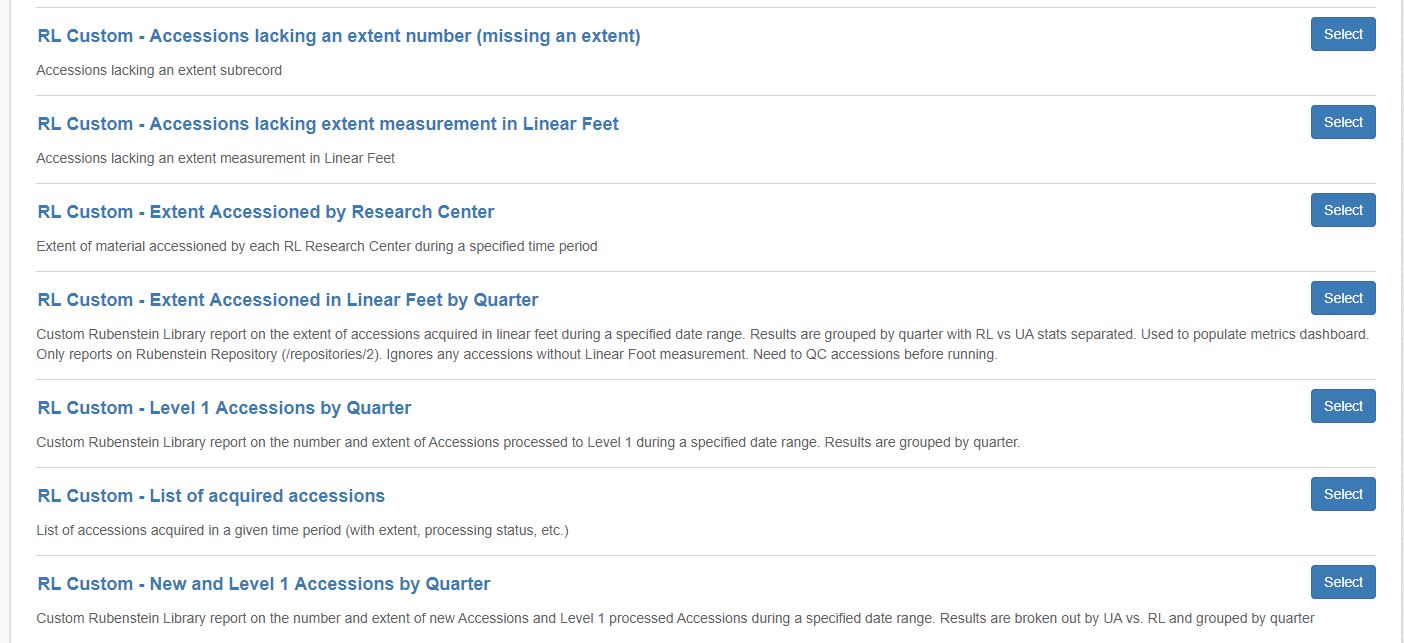 RL Custom - Accessions lacking an extent number (missing an extent)
Select
Accessions lacking an extent subrecord
RL Custom - Accessions lacking extent measurement in Linear Feet
Select
Accessions lacking an extent measurement in Linear Feet
RL Custom - Extent Accessioned by Research Center
Select
Extent of material accessioned by each RL Research Center during a specified time period
RL Custom - Extent Accessioned in Linear Feet by Quarter
Select
Custom Rubenstein Library report on the extent of accessions acquired in linear feet during a specified date range. Results are grouped by quarter with RL vs UA stats separated. Used to populate metrics dashboard.
Only reports on Rubenstein Repository (/repositories/2). Ignores any accessions without Linear Foot measurement. Need to QC accessions before running.
RL Custom - Level 1 Accessions by Quarter
Select
Custom Rubenstein Library report on the number and extent of Accessions processed to Level 1 during a specified date range. Results are grouped by quarter.
RL Custom - List of acquired accessions
Select
List of accessions acquired in a given time period (with extent, processing status, etc.)
RL Custom - New and Level 1 Accessions by Quarter
Select
Custom Rubenstein Library report on the number and extent of new Accessions and Level 1 processed Accessions during a specified date range. Results are broken out by UA vs. RL and grouped by quarter